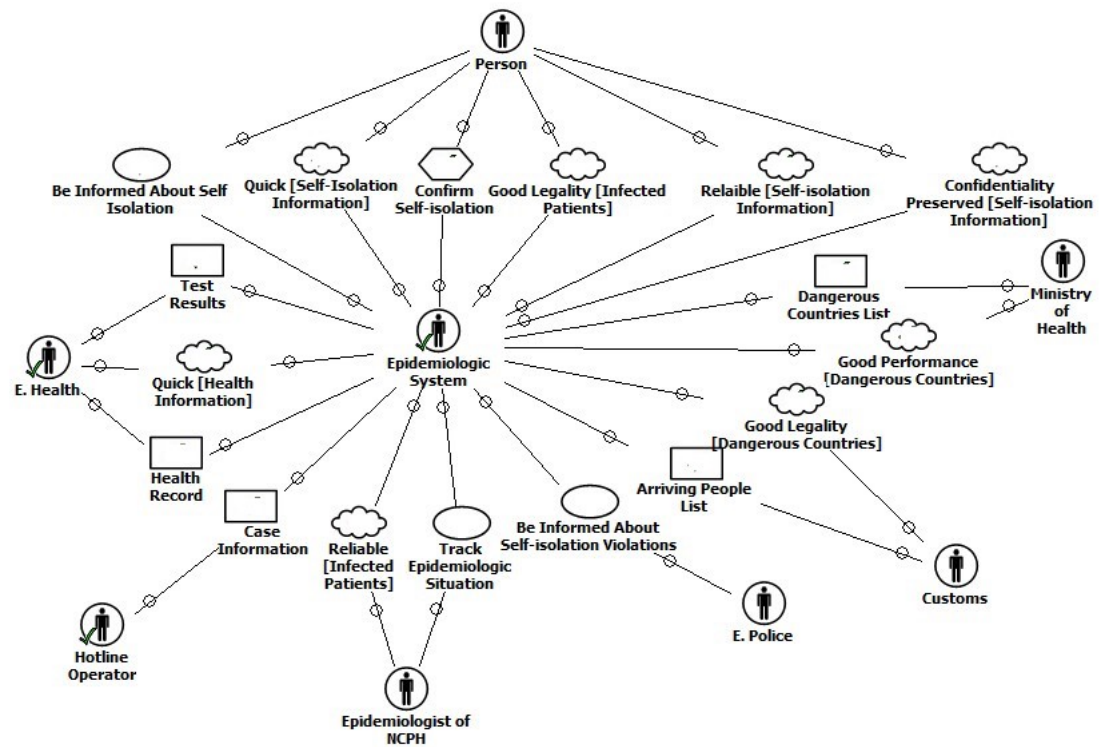 Person
Be Informed About Self
Isolation
Quick [Self-Isolation
Information]
Confirm
Self-isolation
Good Legality [Infected
Patients]
Relaible [Self-isolation
Information]
Confidentiality
Preserved [Self-isolation
Information]
Test
Results
Dangerous
Countries List
Ministry
of
Health
E. Health
Quick [Health
Information]
Epidemiologic
System
Good Performance
[Dangerous Countries]
Good Legality
[Dangerous Countries]
Health
Record
Arriving People
List
Case
Information
Reliable
[Infected
Patients]
Track
Epidemiologic
Situation
Be Informed About
Self-isolation Violations
Customs
E. Police
Hotline
Operator
Epidemiologist of
NCPH